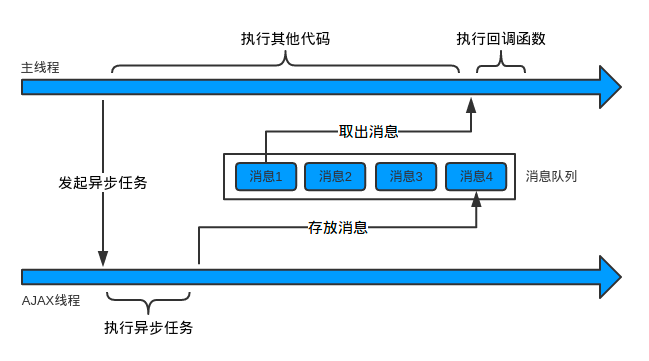 执行其他代码
执行回调函数
主线程
取出消息
消息1
消息2
消息3
消息4
消息队列
发起异步任务
存放消息
AJAX线程
执行异步任务